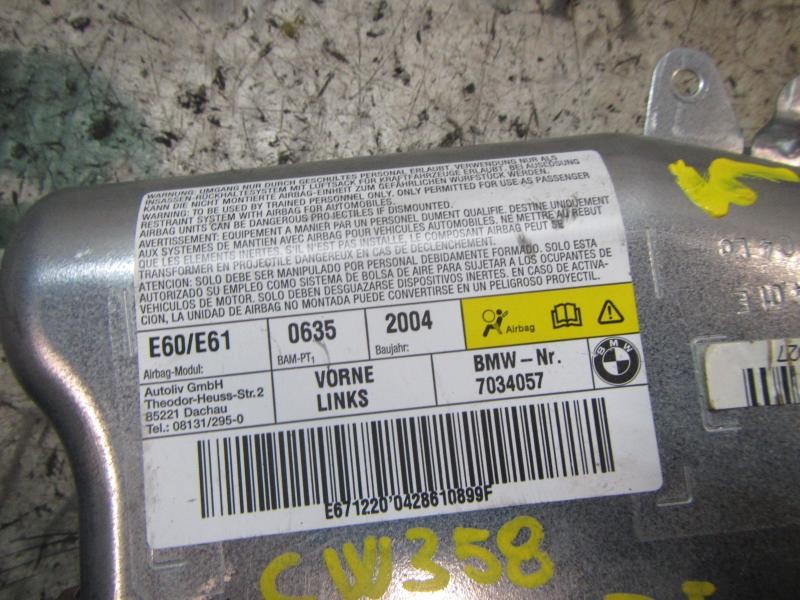 WARNUNG: UMGANG NUR DURCH GESCHULTES PERSONAL ERLAUBT, VERWENDUNG NUR ALS
INSASSEN-RÜCKHALTESYSTEM MIT LUFTSACK FÜR KRAFTFAHRZEUGE ERLAUBT, BEI AUSLÖSUNG
KANN DIE NICHT MONTIERTE AIRBAG-EINHEIT ZUM GEFÄHRLICHEN WURFSTÜCK WERDEN.
WARNING: TO BE USED BY TRAINED PERSONNEL ONLY. ONLY PERMITTED FOR USE AS PASSENGER
RESTRAINT SYSTEM WITH AIRBAG FOR AUTOMOBILES.
AIRBAG UNITS CAN BE DANGEROUS PROJECTILES IF DISMOUNTED.
AVERTISSEMENT: EQUIPEMENT A MANIER PAR UN PERSONNEL DUMENT QUALIFIE. DESTINE UNIQUEMENT
AUX SYSTEMES DE MAINTIEN AVEC AIRBAG POUR VEHICULES AUTOMOBILES. NE METTRE AU REBUT
QUE LES ELEMENTS INERTES. S'IL N'EST PAS INSTALLE, LE COMPOSANT AIRBAG PEUT SE
TRANSFORMER EN PROJECTILE DANGEREUX EN CAS DE DECLENCHEMENT.
ATENCION: SOLO DEBE SER MANIPULADO POR PERSONAL DEBIDAMENTE FORMADO. SOLO ESTA
AUTORIZADO SU EMPLEO COMO SISTEMA DE BOLSA DE AIRE PARA SUJETAR A LOS OCUPANTES DE
VEHICULOS DE MOTOR. SOLO DEBEN DESGUAZARSE DISPOSITIVOS INERTES. EN CASO DE ACTIVA-
CION, LA UNIDAD DE AIRBAG NO MONTADA PUEDE CONVERTIRSE EN UN PELIGROSO PROYECTIL.
E60/E61 0635 2004 Airbag
Airbag-Modul: BAM-PT1 Baujahr:
Autoliv GmbH
Theodor-Heuss-Str.2
85221 Dachau
Tel.: 08131/295-0
VORNE
LINKS
BMW-Nr.
7034057
BMW
E671220'0428610899F
CW358
27